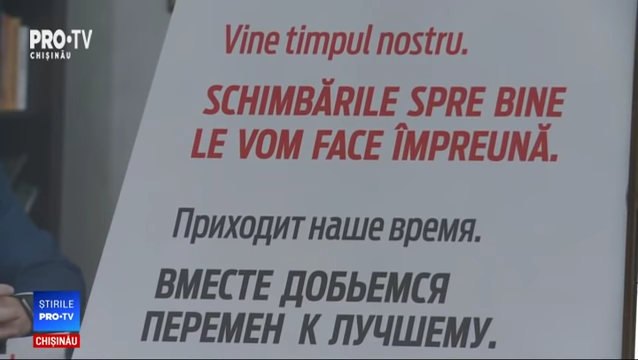 PRO•TV
CHIȘINĂU
Vine timpul nostru.
SCHIMBĂRILE SPRE BINE
LE VOM FACE ÎMPREUNĂ.
Приходит наше время.
ВМЕСТЕ ДОБЬЕМСЯ
ПЕРЕМЕН К ЛУЧШЕМУ.
ȘTIRILE
PRO•TV
CHIȘINĂU